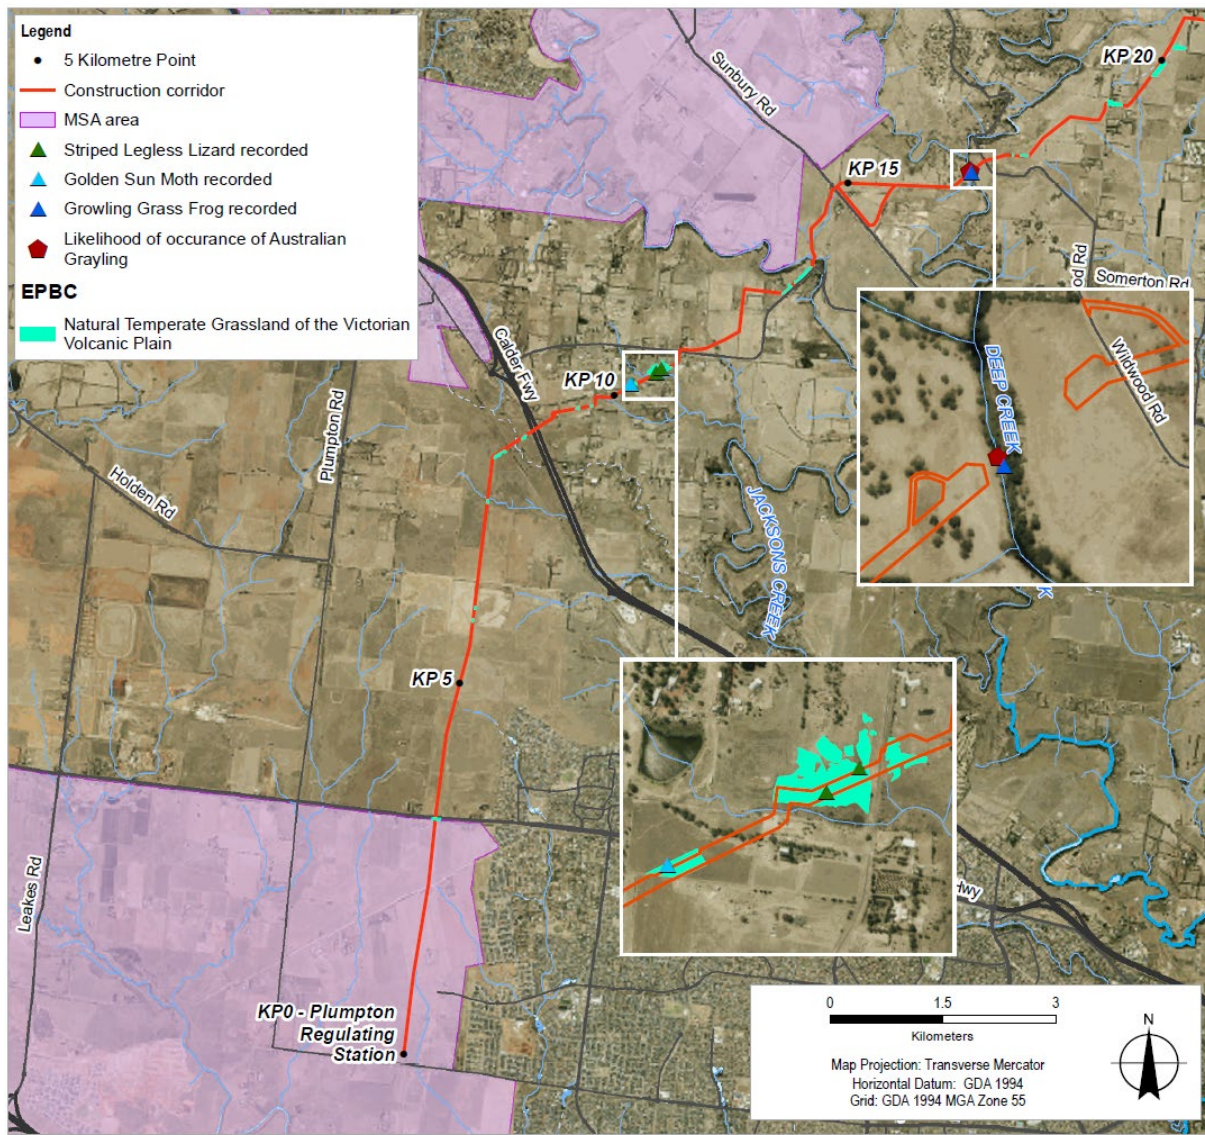 Legend
5 Kilometre Point
Construction corridor
MSA area
Striped Legless Lizard recorded
Golden Sun Moth recorded
Growling Grass Frog recorded
Likelihood of occurance of Australian
Grayling
EPBC
Natural Temperate Grassland of the Victorian
Volcanic Plain
Sunbury Rd
KP 20
KP 15
Somerton Rd
od Rd
Calder Fwy
KP 10
DEEP CREEK
Wildwood Rd
Plumpton Rd
Holden Rd
JACKSONS CREEK
K
KP 5
Leakes Rd
Hwy
KP0 - Plumpton
Regulating
Station
0 1.5 3
Kilometers
Map Projection: Transverse Mercator
Horizontal Datum: GDA 1994
Grid: GDA 1994 MGA Zone 55
N